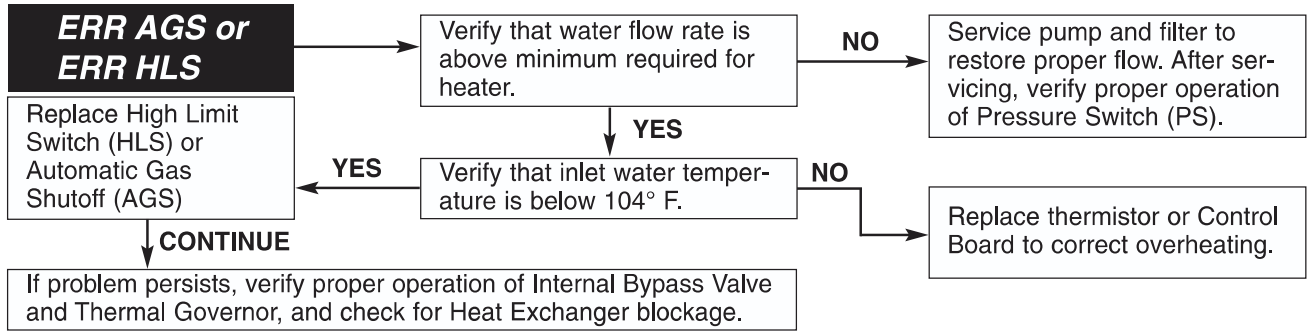 ERR AGS or
ERR HLS
Verify that water flow rate is
above minimum required for
heater.
NO
Service pump and filter to
restore proper flow. After ser-
vicing, verify proper operation
of Pressure Switch (PS).
YES
Verify that inlet water temper-
ature is below 104° F.
NO
Replace thermistor or Control
Board to correct overheating.
YES
Replace High Limit
Switch (HLS) or
Automatic Gas
Shutoff (AGS)
CONTINUE
If problem persists, verify proper operation of Internal Bypass Valve
and Thermal Governor, and check for Heat Exchanger blockage.